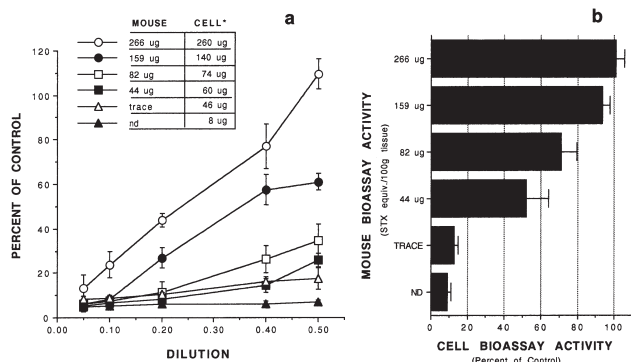 a
MOUSE CELL*
266 ug 260 ug
159 ug 140 ug
82 ug 74 ug
44 ug 60 ug
trace 46 ug
nd 8 ug
PERCENT OF CONTROL
120
100
80
60
40
20
0
0.00 0.10 0.20 0.30 0.40 0.50
DILUTION
b
MOUSE BIOASSAY ACTIVITY
(STX equiv./100g tissue)
266 ug
159 ug
82 ug
44 ug
TRACE
ND
0 20 40 60 80 100
CELL BIOASSAY ACTIVITY
(Percent of Control)